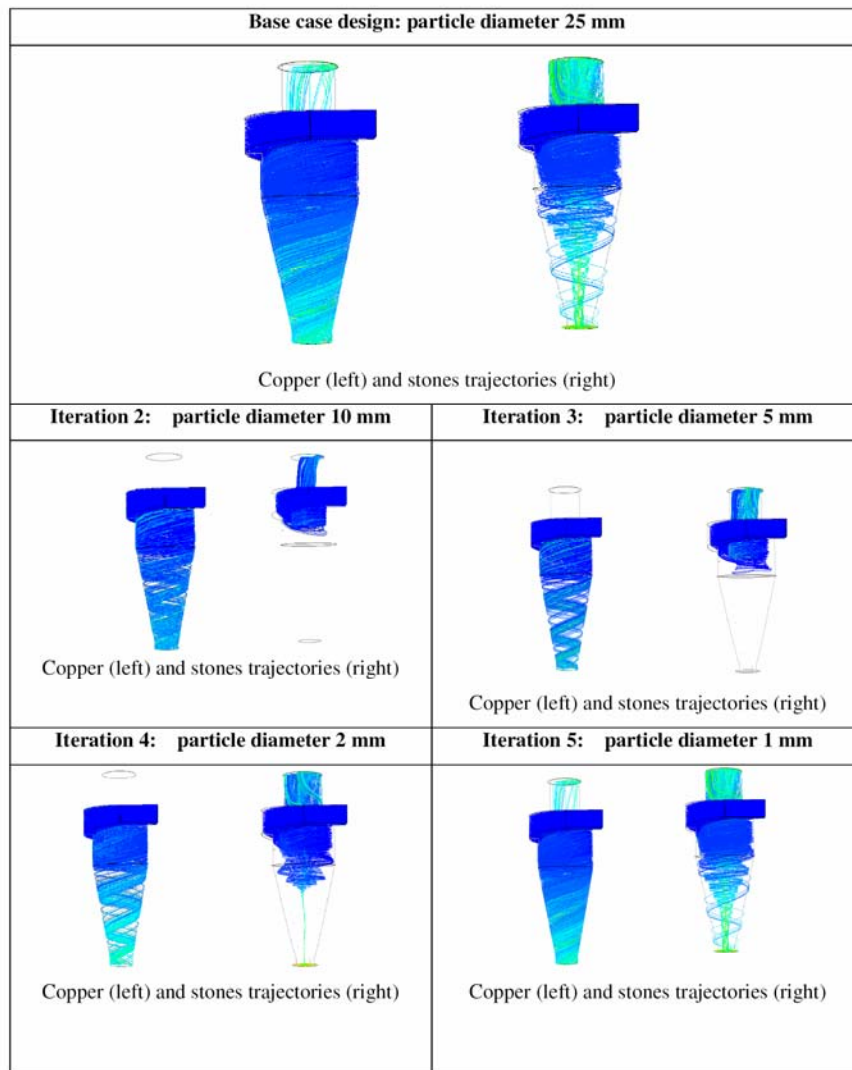 Base case design: particle diameter 25 mm
Copper (left) and stones trajectories (right)
Iteration 2: particle diameter 10 mm
Iteration 3: particle diameter 5 mm
Copper (left) and stones trajectories (right)
Copper (left) and stones trajectories (right)
Iteration 4: particle diameter 2 mm
Iteration 5: particle diameter 1 mm
Copper (left) and stones trajectories (right)
Copper (left) and stones trajectories (right)